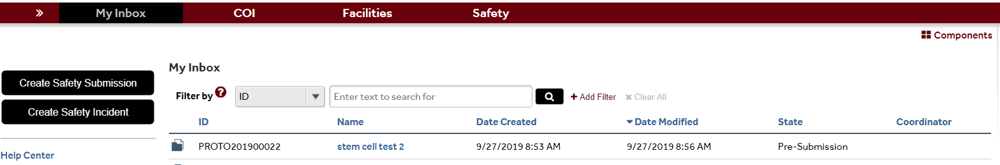 » My Inbox COI Facilities Safety
Components
Create Safety Submission
Create Safety Incident
Help Center
My Inbox
Filter by ? ID Enter text to search for + Add Filter × Clear All
ID Name Date Created Date Modified State Coordinator
PROTO201900022 stem cell test 2 9/27/2019 8:53 AM 9/27/2019 8:56 AM Pre-Submission